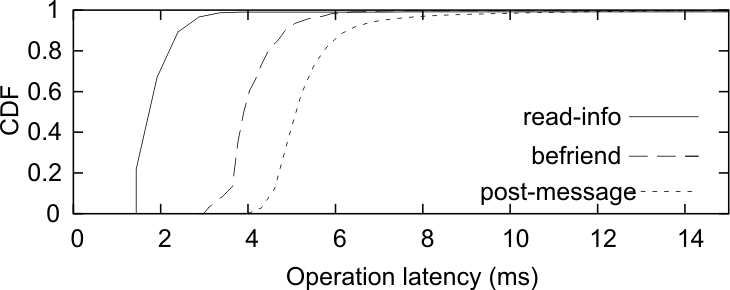 1
0.8
0.6
0.4
0.2
0
CDF
read-info
befriend
post-message
0 2 4 6 8 10 12 14
Operation latency (ms)